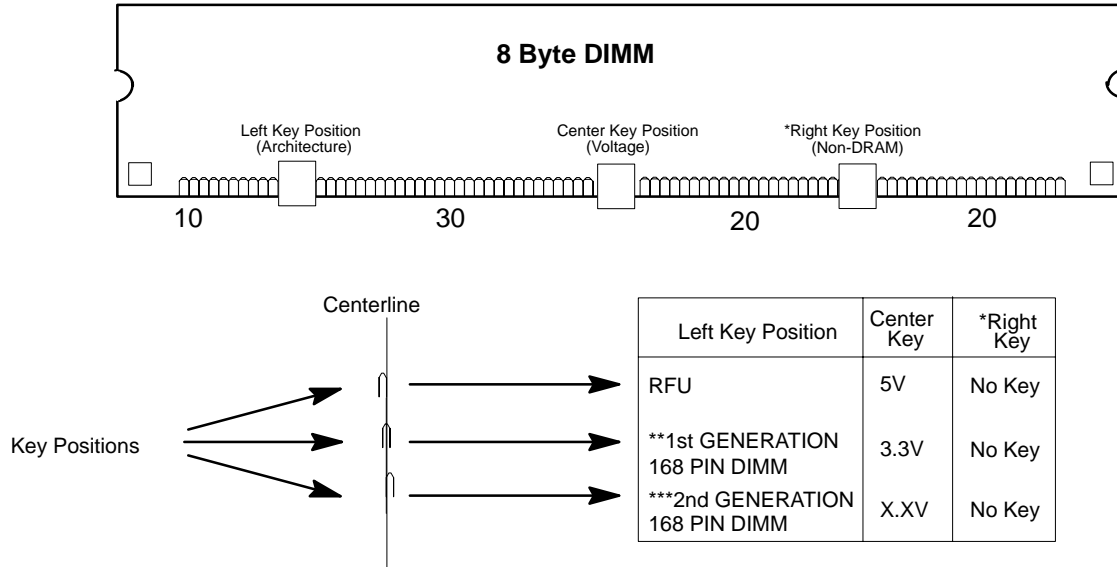 8 Byte DIMM
Left Key Position
(Architecture)
Center Key Position
(Voltage)
*Right Key Position
(Non-DRAM)
10
30
20
20
Centerline
Key Positions
Left Key Position
Center
Key
*Right
Key
RFU
5V
No Key
**1st GENERATION
168 PIN DIMM
3.3V
No Key
***2nd GENERATION
168 PIN DIMM
X.XV
No Key